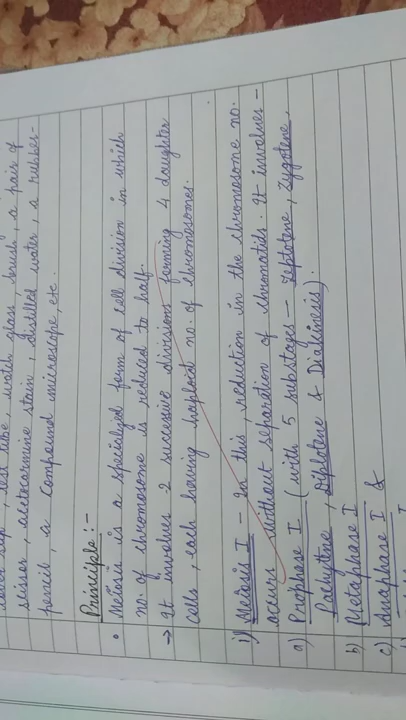 cover slip, test tube, watch glass, brush, a pair of
scissor, acetocarmine stain, distilled water, a rubber-
pencil, a compound microscope, etc.
Principle:-
• Meiosis is a specialized form of cell division in which
no. of chromosome is reduced to half.
→ It involves 2 successive divisions forming 4 daughter
cells, each having haploid no. of chromosomes.
i) Meiosis I - In this, reduction in the chromosome no.
occurs without separation of chromatids. It involves -
a) Prophase I (with 5 substages - Leptotene, Zygotene,
Pachytene, Diplotene & Diakinesis).
b) Metaphase I
c) Anaphase I &